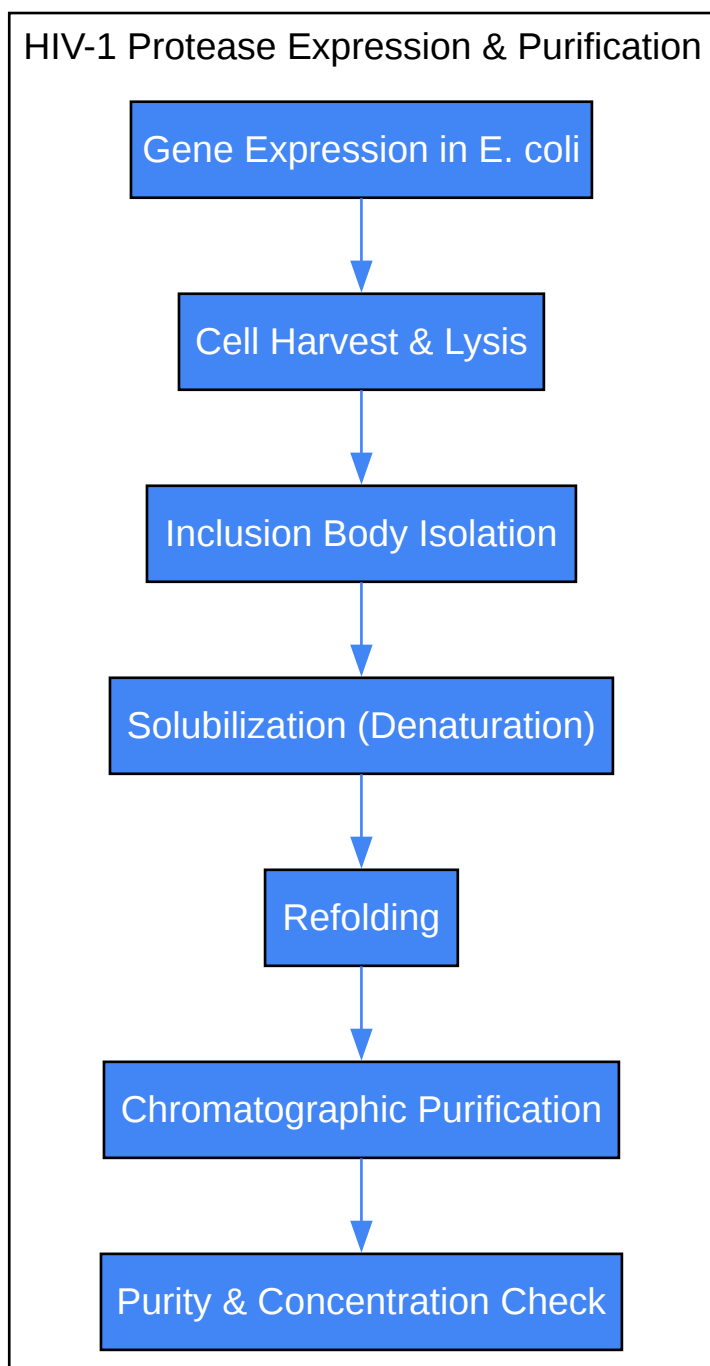 HIV-1 Protease Expression & Purification
Gene Expression in E. coli
Cell Harvest & Lysis
Inclusion Body Isolation
Solubilization (Denaturation)
Refolding
Chromatographic Purification
Purity & Concentration Check